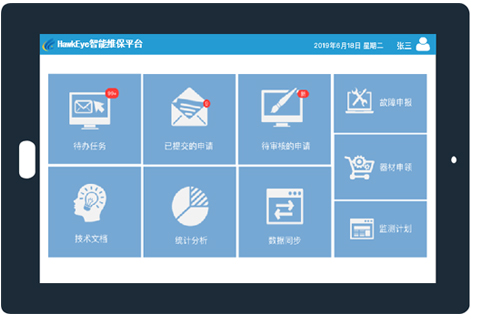 HawkEye智能维保平台
2019年6月18日 星期二 张三
99+
待办任务
已提交的申请
待审核的申请
故障申报
器材申领
技术文档
统计分析
数据同步
监测计划